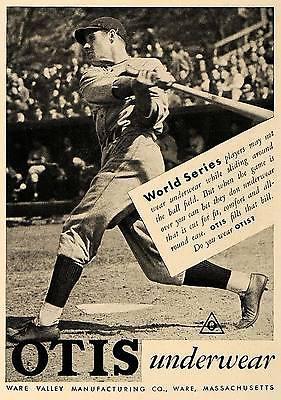 World Series players may not
wear underwear while sliding around
the ball field. But when the game is
over you can bet they don underwear
that is cut for fit, comfort and all-
round ease. OTIS fills that bill.
Do you wear OTIS?
O
OTIS underwear
WARE VALLEY MANUFACTURING CO., WARE, MASSACHUSETTS